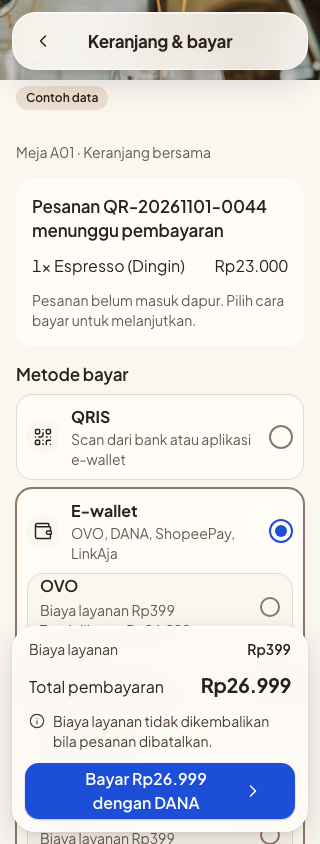 Keranjang & bayar
Contoh data
Meja A01 · Keranjang bersama
Pesanan QR-20261101-0044
menunggu pembayaran
1× Espresso (Dingin) Rp23.000
Pesanan belum masuk dapur. Pilih cara
bayar untuk melanjutkan.
Metode bayar
QRIS
Scan dari bank atau aplikasi
e-wallet
E-wallet
OVO, DANA, ShopeePay,
LinkAja
OVO
Biaya layanan Rp399
Biaya layanan Rp399
Total pembayaran Rp26.999
Biaya layanan tidak dikembalikan
bila pesanan dibatalkan.
Bayar Rp26.999
dengan DANA
Biaya layanan Rp399